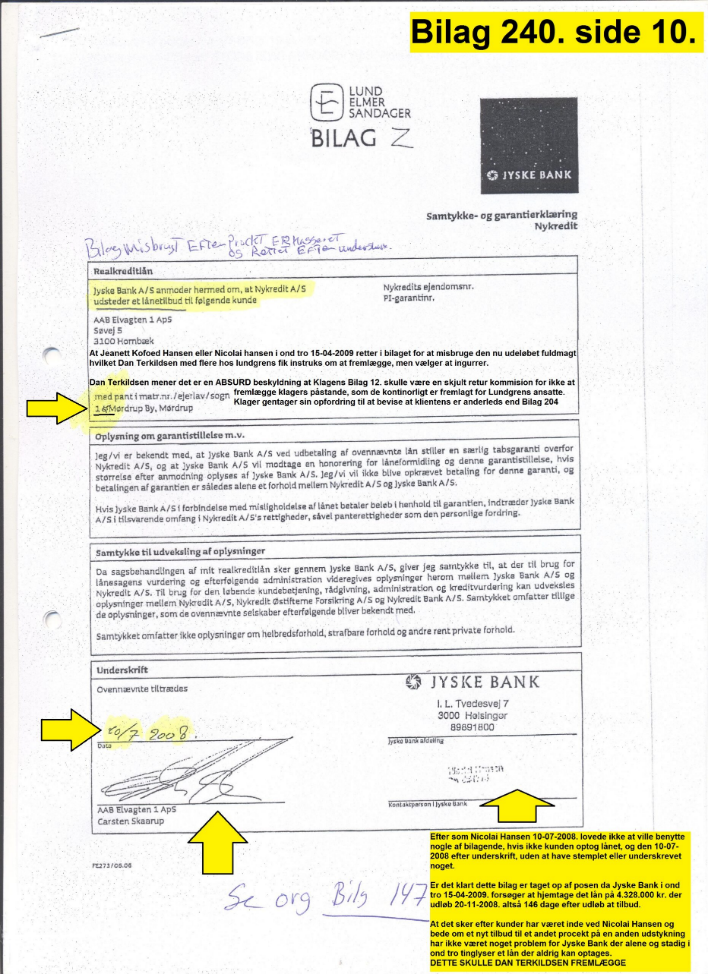 Bilag 240. side 10.
LUND
ELMER
SANDAGER
BILAG Z
JYSKE BANK
Samtykke- og garantierklæring
Nykredit
Bilag misbrugt Efter
og Rettet Efter
Realkreditlån
Jyske Bank A/S anmoder hermed om, at Nykredit A/S
udsteder et lånetilbud til følgende kunde
Nykredits ejendomsnr.
PI-garantinr.
AAB Elvagten 1 ApS
Søvej 5
3100 Hornbæk
At Jeanett Kofoed Hansen eller Nicolai hansen i ond tro 15-04-2009 retter i bilaget for at misbruge den nu udeløbet fuldmagt
hvilket Dan Terkildsen med flere hos lundgrens fik instruks om at fremlægge, men vælger at ingurrer.
Dan Terkildsen mener det er en ABSURD beskyldning at Klagens Bilag 12. skulle være en skjult retur kommision for ikke at
fremlægge klagers påstande, som de kontinorligt er fremlagt for Lundgrens ansatte.
Klager gentager sin opfordring til at bevise at klientens er anderleds end Bilag 204
med pant i matr.nr./ejerlav/sogn
Mørdrup By, Mørdrup
Oplysning om garantistillelse m.v.
Jeg/vi er bekendt med, at Jyske Bank A/S ved udbetaling af ovennævnte lån stiller en særlig tabsgaranti overfor
Nykredit A/S, og at Jyske Bank A/S vil modtage en honorering for låneformidling og denne garantistillelse, hvis
størrelse efter anmodning oplyses af Jyske Bank A/S. Jeg/vi vil ikke blive opkrævet betaling for denne garanti, og
betalingen af garantien er således alene et forhold mellem Nykredit A/S og Jyske Bank A/S.
Hvis Jyske Bank A/S i forbindelse med misligholdelse af lånet betaler beløb i henhold til garantien, indtræder Jyske Bank
A/S i tilsvarende omfang i Nykredit A/S's rettigheder, såvel panterettigheder som den personlige fordring.
Samtykke til udveksling af oplysninger
Da sagsbehandlingen af mit realkreditlån sker gennem Jyske Bank A/S, giver jeg samtykke til, at der til brug for
lånesagens vurdering og efterfølgende administration videregives oplysninger herom mellem Jyske Bank A/S og
Nykredit A/S. Til brug for den løbende kundebetjening, rådgivning, administration og kreditvurdering kan udveksles
oplysninger mellem Nykredit A/S, Nykredit Østifterne Forsikring A/S og Nykredit Bank A/S. Samtykket omfatter tillige
de oplysninger, som de ovennævnte selskaber efterfølgende bliver bekendt med.
Samtykket omfatter ikke oplysninger om helbredsforhold, strafbare forhold og andre rent private forhold.
Underskrift
Ovennævnte tiltrædes
JYSKE BANK
I. L. Tvedesvej 7
3000 Helsingør
89891800
10/7 2008.
Dato
Jyske Bank afdeling
AAB Elvagten 1 ApS
Carsten Skaarup
Kontaktperson i Jyske Bank
FE273/06.08
Se org Bilg 147
Efter som Nicolai Hansen 10-07-2008. lovede ikke at ville benytte
nogle af bilagende, hvis ikke kunden optog lånet, og den 10-07-
2008 efter underskrift, uden at have stemplet eller underskrevet
noget.
Er det klart dette bilag er taget op af posen da Jyske Bank i ond
tro 15-04-2009. forsøger at hjemtage det lån på 4.328.000 kr. der
udløb 20-11-2008. altså 146 dage efter udløb at tilbud.
At det sker efter kunder har været inde ved Nicolai Hansen og
bede om et nyt tilbud til et andet procekt på en anden udstykning
har ikke været noget problem for Jyske Bank der alene og stadig i
ond tro tinglyser et lån der aldrig kan optages.
DETTE SKULLE DAN TERKILDSEN FREMLÆGGE